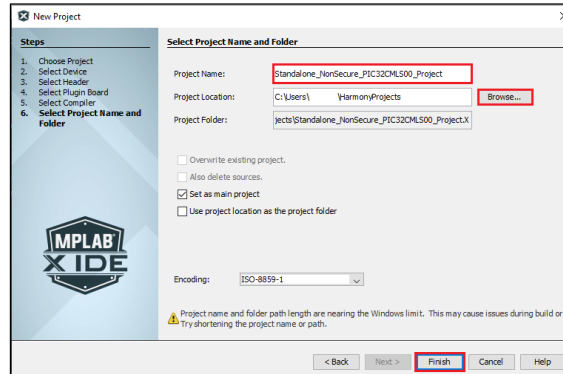 New Project
Steps
1. Choose Project
2. Select Device
3. Select Header
4. Select Plugin Board
5. Select Compiler
6. Select Project Name and
Folder
MPLAB
X IDE
Select Project Name and Folder
Project Name: Standalone_NonSecure_PIC32CMLS00_Project
Project Location: C:\Users\ \HarmonyProjects Browse...
Project Folder: jects\Standalone_NonSecure_PIC32CMLS00_Project.X
Overwrite existing project.
Also delete sources.
Set as main project
Use project location as the project folder
Encoding: ISO-8859-1
Project name and folder path length are nearing the Windows limit. This may cause issues during build or
Try shortening the project name or path.
< Back Next > Finish Cancel Help